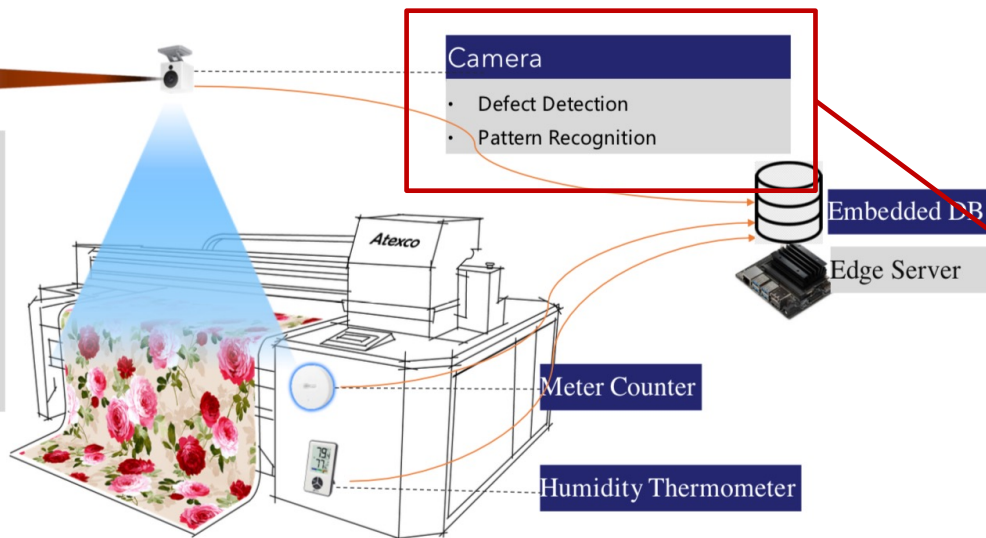 Camera
• Defect Detection
• Pattern Recognition
Atexco
Embedded DB
Edge Server
Meter Counter
Humidity Thermometer